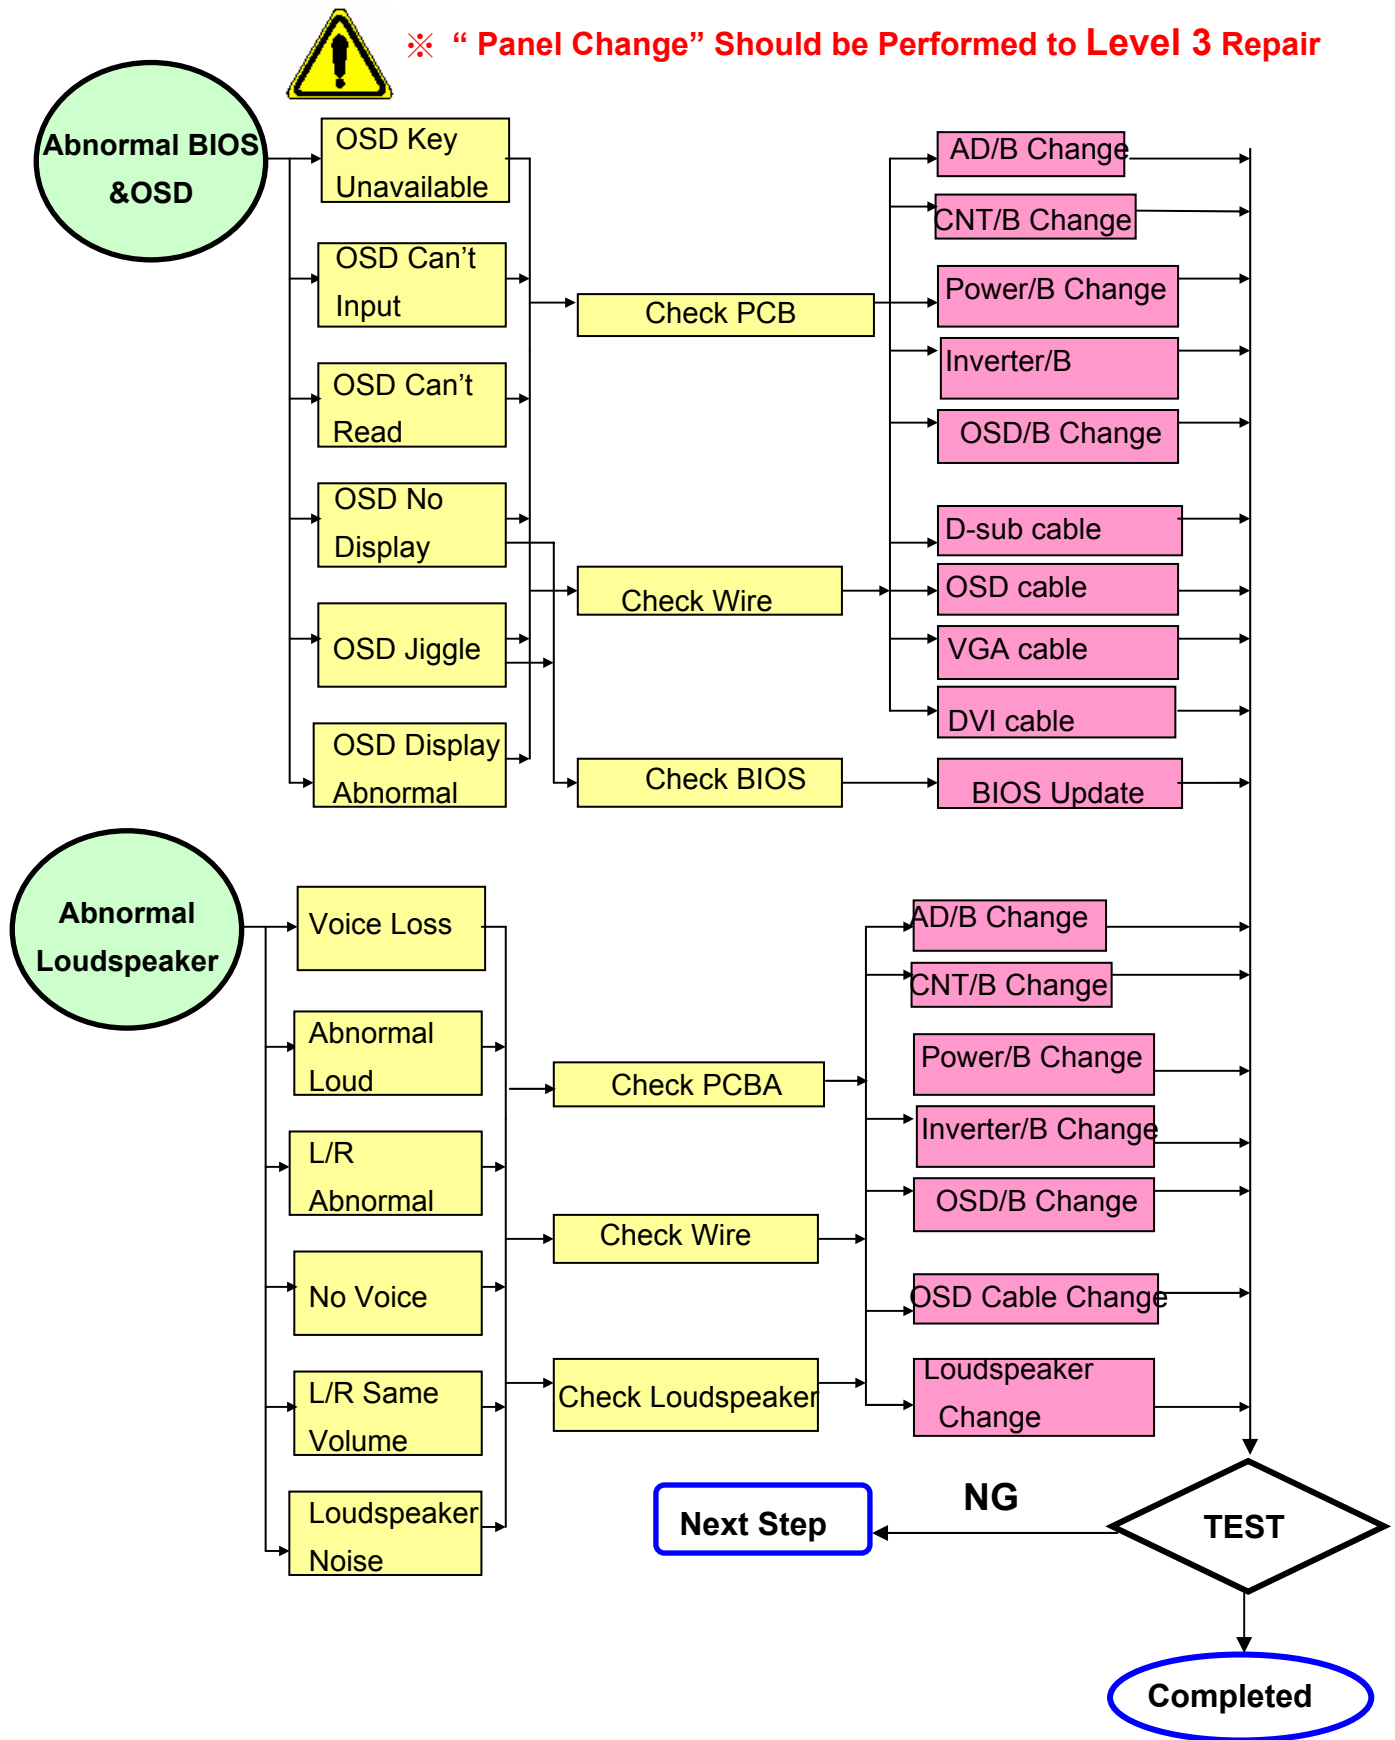 ※ “ Panel Change” Should be Performed to Level 3 Repair
Abnormal BIOS
&OSD
OSD Key
Unavailable
OSD Can’t
Input
OSD Can’t
Read
OSD No
Display
OSD Jiggle
OSD Display
Abnormal
Check PCB
Check Wire
Check BIOS
AD/B Change
CNT/B Change
Power/B Change
Inverter/B
OSD/B Change
D-sub cable
OSD cable
VGA cable
DVI cable
BIOS Update
Abnormal
Loudspeaker
Voice Loss
Abnormal
Loud
L/R
Abnormal
No Voice
L/R Same
Volume
Loudspeaker
Noise
Check PCBA
Check Wire
Check Loudspeaker
AD/B Change
CNT/B Change
Power/B Change
Inverter/B Change
OSD/B Change
OSD Cable Change
Loudspeaker
Change
TEST
NG
Next Step
Completed